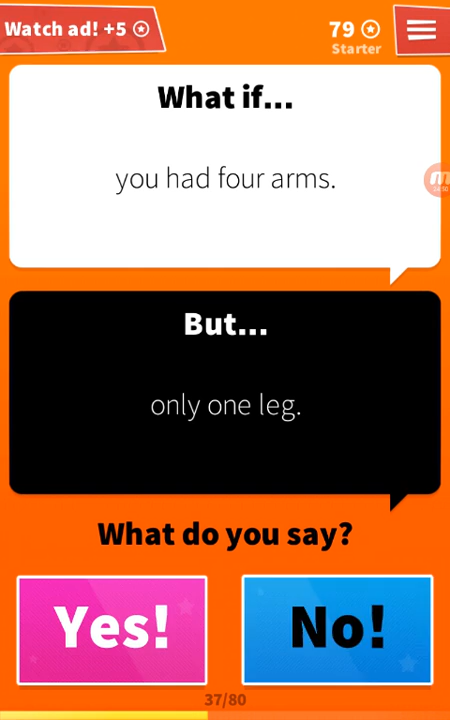 Watch ad! +5
79
Starter
What if...
you had four arms.
But...
only one leg.
What do you say?
Yes!
No!
37/80